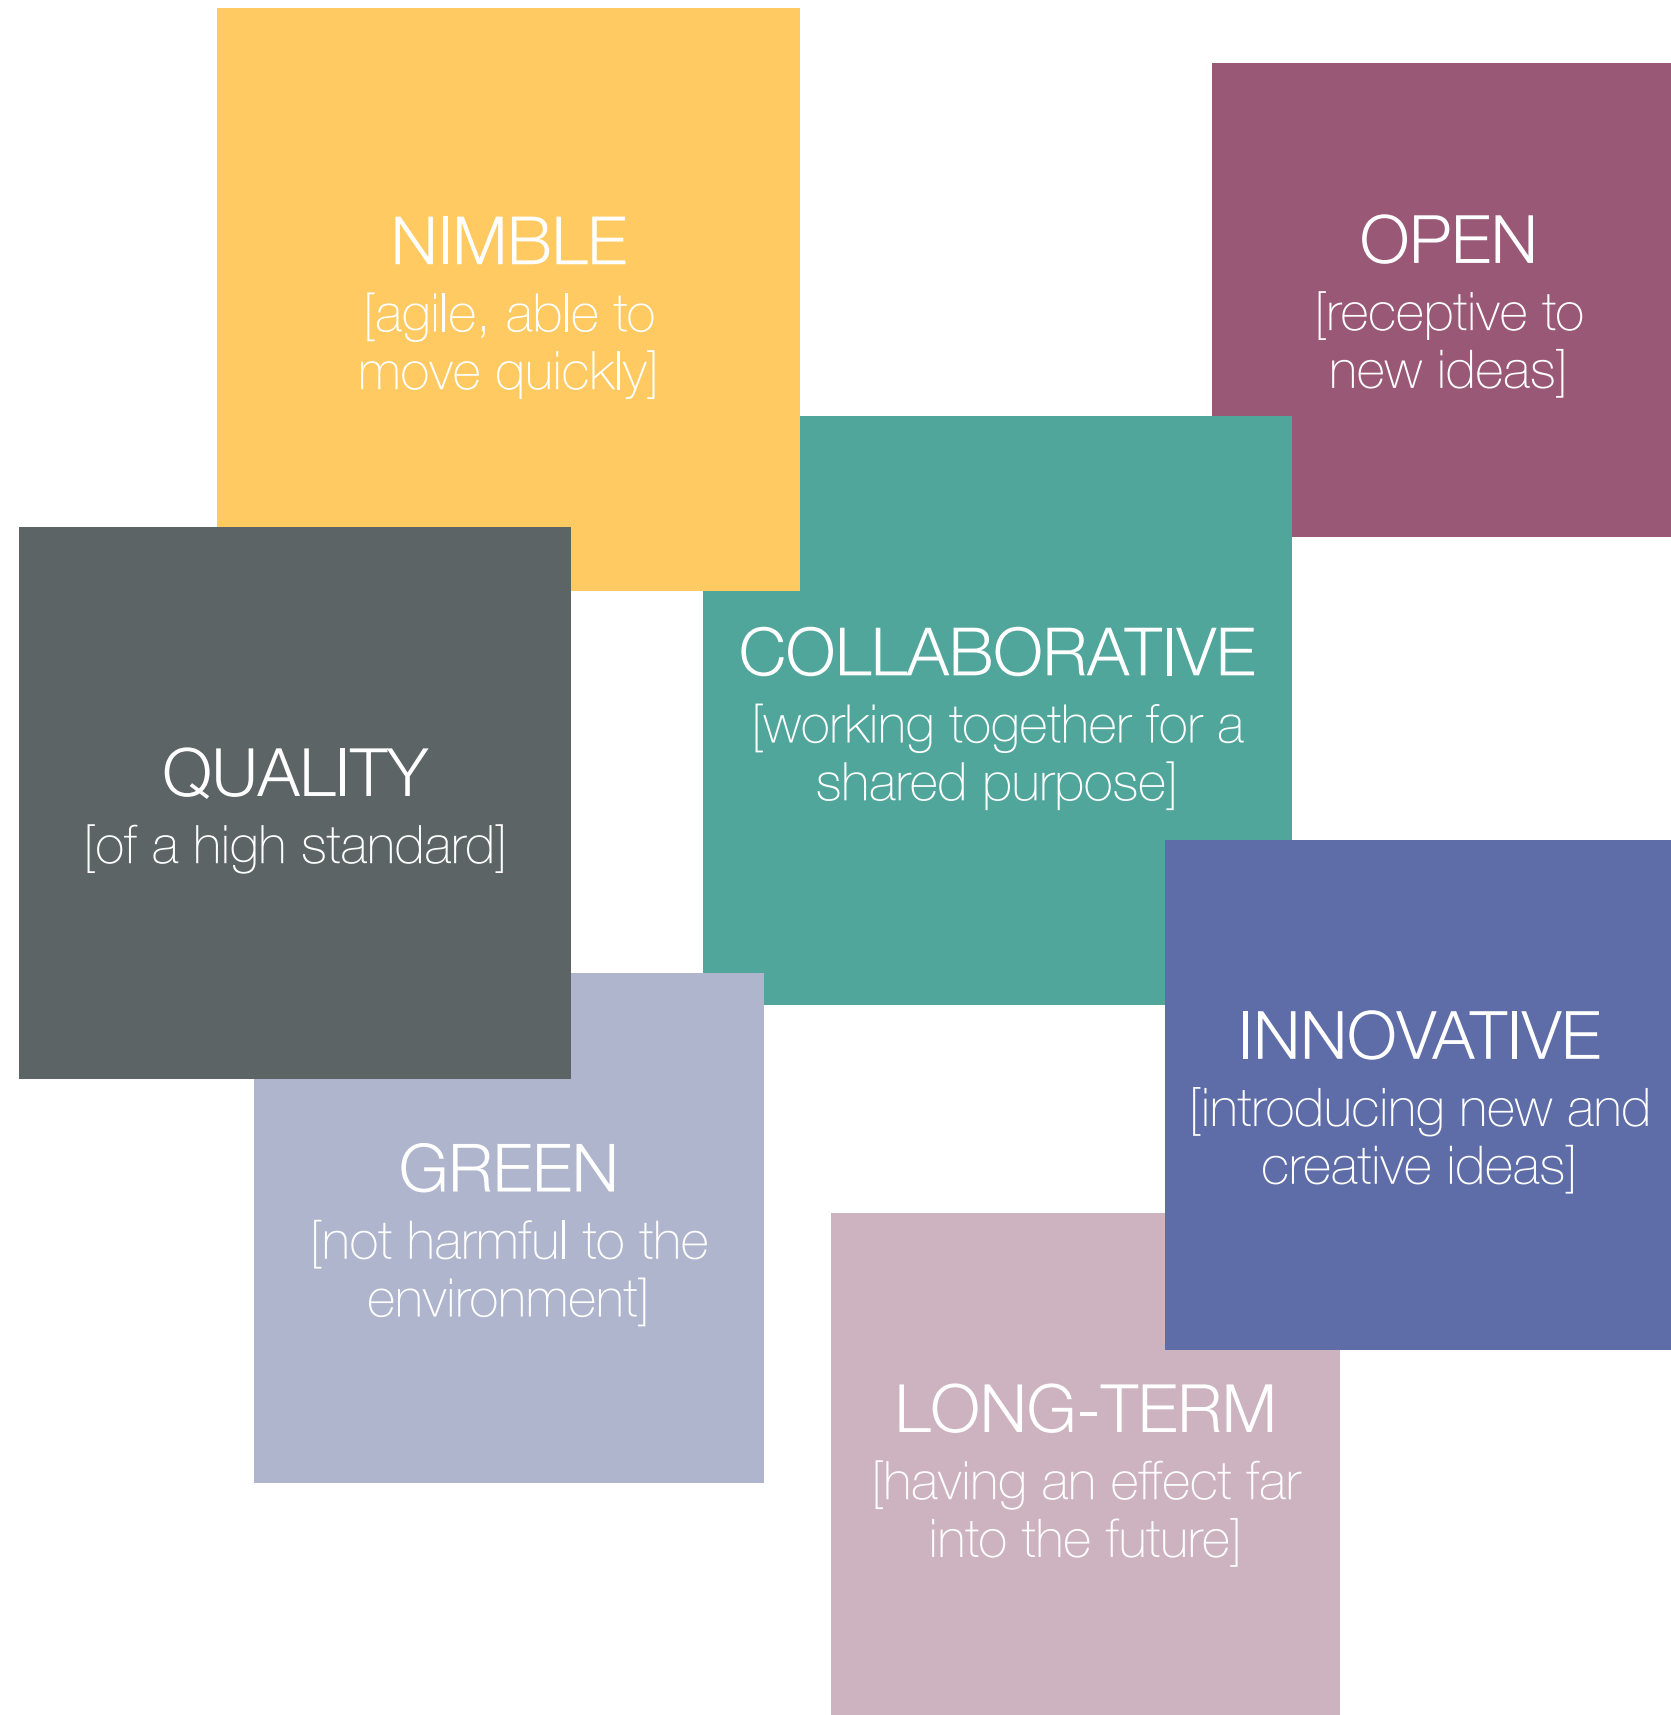 NIMBLE
[agile, able to
move quickly]
OPEN
[receptive to
new ideas]
COLLABORATIVE
[working together for a
shared purpose]
QUALITY
[of a high standard]
INNOVATIVE
[introducing new and
creative ideas]
GREEN
[not harmful to the
environment]
LONG-TERM
[having an effect far
into the future]